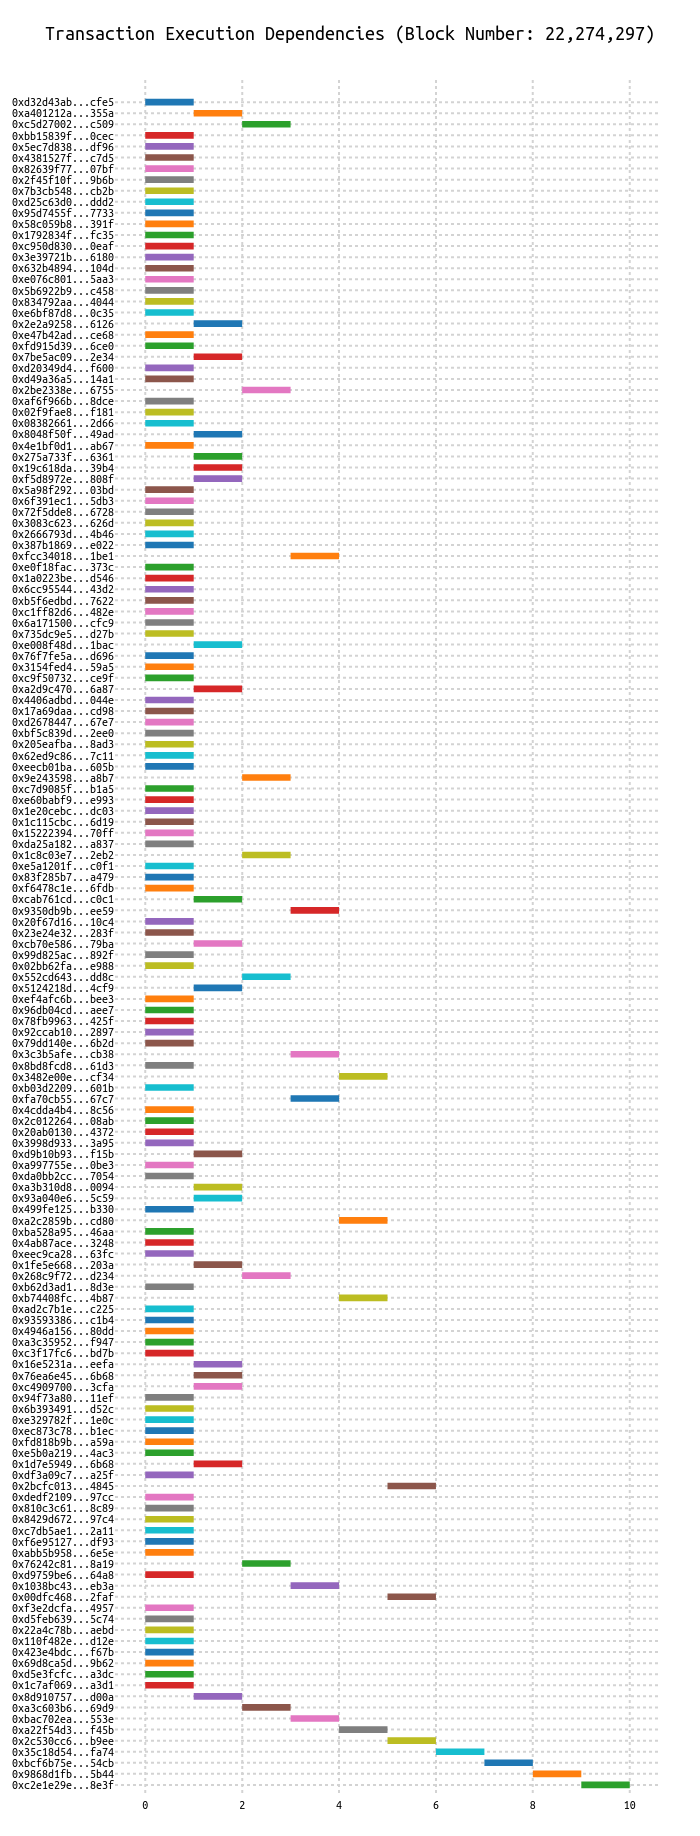 Transaction Execution Dependencies (Block Number: 22,274,297)
0xd32d43ab...cfe5
0xa401212a...355a
0xc5d27002...c509
0xbb15839f...0cec
0x5ec7d838...df96
0x4381527f...c7d5
0x82639f77...07bf
0x2f45f10f...9b6b
0x7b3cb548...cb2b
0xd25c63d0...ddd2
0x95d7455f...7733
0x58c059b8...391f
0x1792834f...fc35
0xc950d830...0eaf
0x3e39721b...6180
0x632b4894...104d
0xe076c801...5aa3
0x5b6922b9...c458
0x834792aa...4044
0xe6bf87d8...0c35
0x2e2a9258...6126
0xe47b42ad...ce68
0xfd915d39...6ce0
0x7be5ac09...2e34
0xd20349d4...f600
0xd49a36a5...14a1
0x2be2338e...6755
0xaf6f966b...8dce
0x02f9fae8...f181
0x08382661...2d66
0x8048f50f...49ad
0x4e1bf0d1...ab67
0x275a733f...6361
0x19c618da...39b4
0xf5d8972e...808f
0x5a98f292...03bd
0x6f391ec1...5db3
0x72f5dde8...6728
0x3083c623...626d
0x2666793d...4b46
0x387b1869...e022
0xfcc34018...1be1
0xe0f18fac...373c
0x1a0223be...d546
0x6cc95544...43d2
0xb5f6edbd...7622
0xc1ff82d6...482e
0x6a171500...cfc9
0x735dc9e5...d27b
0xe008f48d...1bac
0x76f7fe5a...d696
0x3154fed4...59a5
0xc9f50732...ce9f
0xa2d9c470...6a87
0x4406adbd...044e
0x17a69daa...cd98
0xd2678447...67e7
0xbf5c839d...2ee0
0x205eafba...8ad3
0x62ed9c86...7c11
0xeecb01ba...605b
0x9e243598...a8b7
0xc7d9085f...b1a5
0xe60babf9...e993
0x1e20cebc...dc03
0x1c115cbc...6d19
0x15222394...70ff
0xda25a182...a837
0x1c8c03e7...2eb2
0xe5a1201f...c0f1
0x83f285b7...a479
0xf6478c1e...6fdb
0xcab761cd...c0c1
0x9350db9b...ee59
0x20f67d16...10c4
0x23e24e32...283f
0xcb70e586...79ba
0x99d825ac...892f
0x02bb62fa...e988
0x552cd643...dd8c
0x5124218d...4cf9
0xef4afc6b...bee3
0x96db04cd...aee7
0x78fb9963...425f
0x92ccab10...2897
0x79dd140e...6b2d
0x3c3b5afe...cb38
0x8bd8fcd8...61d3
0x3482e00e...cf34
0xb03d2209...601b
0xfa70cb55...67c7
0x4cdda4b4...8c56
0x2c012264...08ab
0x20ab0130...4372
0x3998d933...3a95
0xd9b10b93...f15b
0xa997755e...0be3
0xda0bb2cc...7054
0xa3b310d8...0094
0x93a040e6...5c59
0x499fe125...b330
0xa2c2859b...cd80
0xba528a95...46aa
0x4ab87ace...3248
0xeec9ca28...63fc
0x1fe5e668...203a
0x268c9f72...d234
0xb62d3ad1...8d3e
0xb74408fc...4b87
0xad2c7b1e...c225
0x93593386...c1b4
0x4946a156...80dd
0xa3c35952...f947
0xc3f17fc6...bd7b
0x16e5231a...eefa
0x76ea6e45...6b68
0xc4909700...3cfa
0x94f73a80...11ef
0x6b393491...d52c
0xe329782f...1e0c
0xec873c78...b1ec
0xfd818b9b...a59a
0xe5b0a219...4ac3
0x1d7e5949...6b68
0xdf3a09c7...a25f
0x2bcfc013...4845
0xdedf2109...97cc
0x810c3c61...8c89
0x8429d672...97c4
0xc7db5ae1...2a11
0xf6e95127...df93
0xabb5b958...6e5e
0x76242c81...8a19
0xd9759be6...64a8
0x1038bc43...eb3a
0x00dfc468...2faf
0xf3e2dcfa...4957
0xd5feb639...5c74
0x22a4c78b...aebd
0x110f482e...d12e
0x423e4bdc...f67b
0x69d8ca5d...9b62
0xd5e3fcfc...a3dc
0x1c7af069...a3d1
0x8d910757...d00a
0xa3c603b6...69d9
0xbac702ea...553e
0xa22f54d3...f45b
0x2c530cc6...b9ee
0x35c18d54...fa74
0xbcf6b75e...54cb
0x9868d1fb...5b44
0xc2e1e29e...8e3f
0 2 4 6 8 10